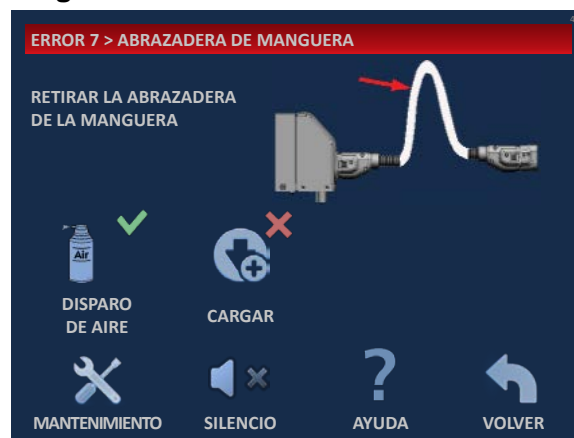 ERROR 7 > ABRAZADERA DE MANGUERA
RETIRAR LA ABRAZADERA
DE LA MANGUERA
Air
DISPARO
DE AIRE
CARGAR
MANTENIMIENTO
SILENCIO
?
AYUDA
VOLVER